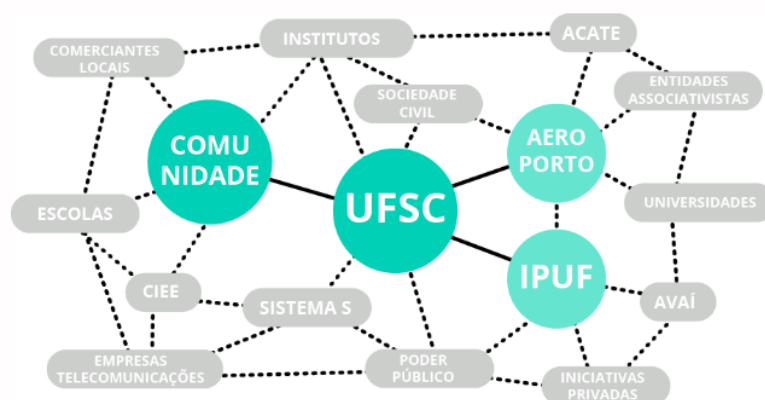 COMERCIANTES
LOCAIS
INSTITUTOS
ACATE
SOCIEDADE
CIVIL
ENTIDADES
ASSOCIATIVISTAS
COMU
NIDADE
AERO
PORTO
UFSC
ESCOLAS
UNIVERSIDADES
CIEE
SISTEMA S
IPUF
AVAÍ
EMPRESAS
TELECOMUNICAÇÕES
PODER
PÚBLICO
INICIATIVAS
PRIVADAS